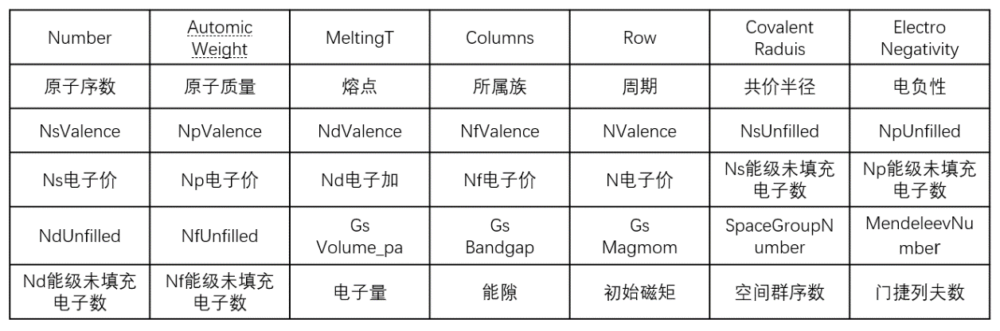 Number
Automic
Weight
MeltingT
Columns
Row
Covalent
Raduis
Electro
Negativity
原子序数
原子质量
熔点
所属族
周期
共价半径
电负性
NsValence
NpValence
NdValence
NfValence
NValence
NsUnfilled
NpUnfilled
Ns电子价
Np电子价
Nd电子加
Nf电子价
N电子价
Ns能级未填充
电子数
Np能级未填充
电子数
NdUnfilled
NfUnfilled
Gs
Volume_pa
Gs
Bandgap
Gs
Magmom
SpaceGroupN
umber
MendeleevNu
mber
Nd能级未填充
电子数
Nf能级未填充
电子数
电子量
能隙
初始磁矩
空间群序数
门捷列夫数